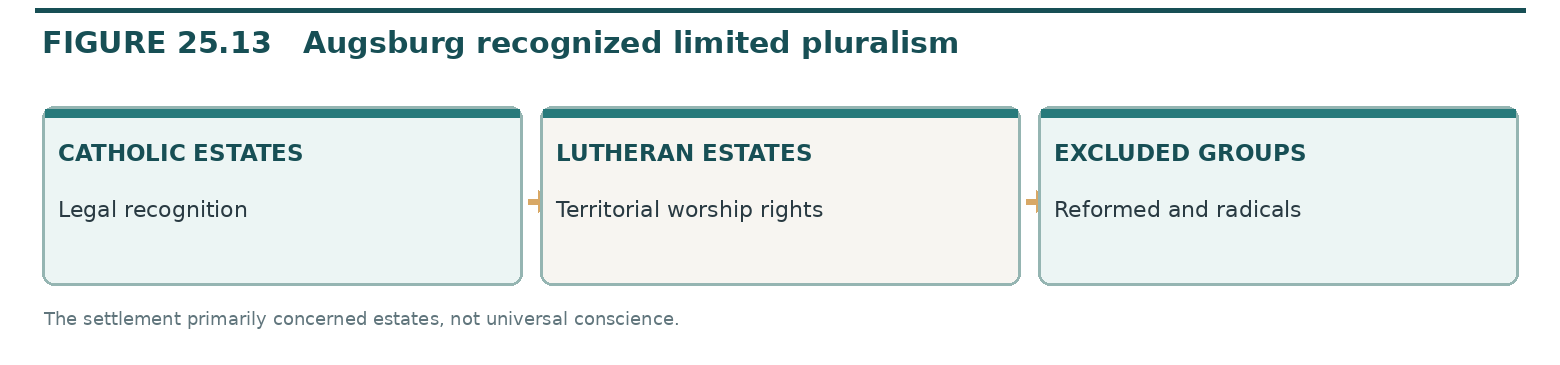 FIGURE 25.13 Augsburg recognized limited pluralism
CATHOLIC ESTATES
Legal recognition
LUTHERAN ESTATES
Territorial worship rights
EXCLUDED GROUPS
Reformed and radicals
The settlement primarily concerned estates, not universal conscience.